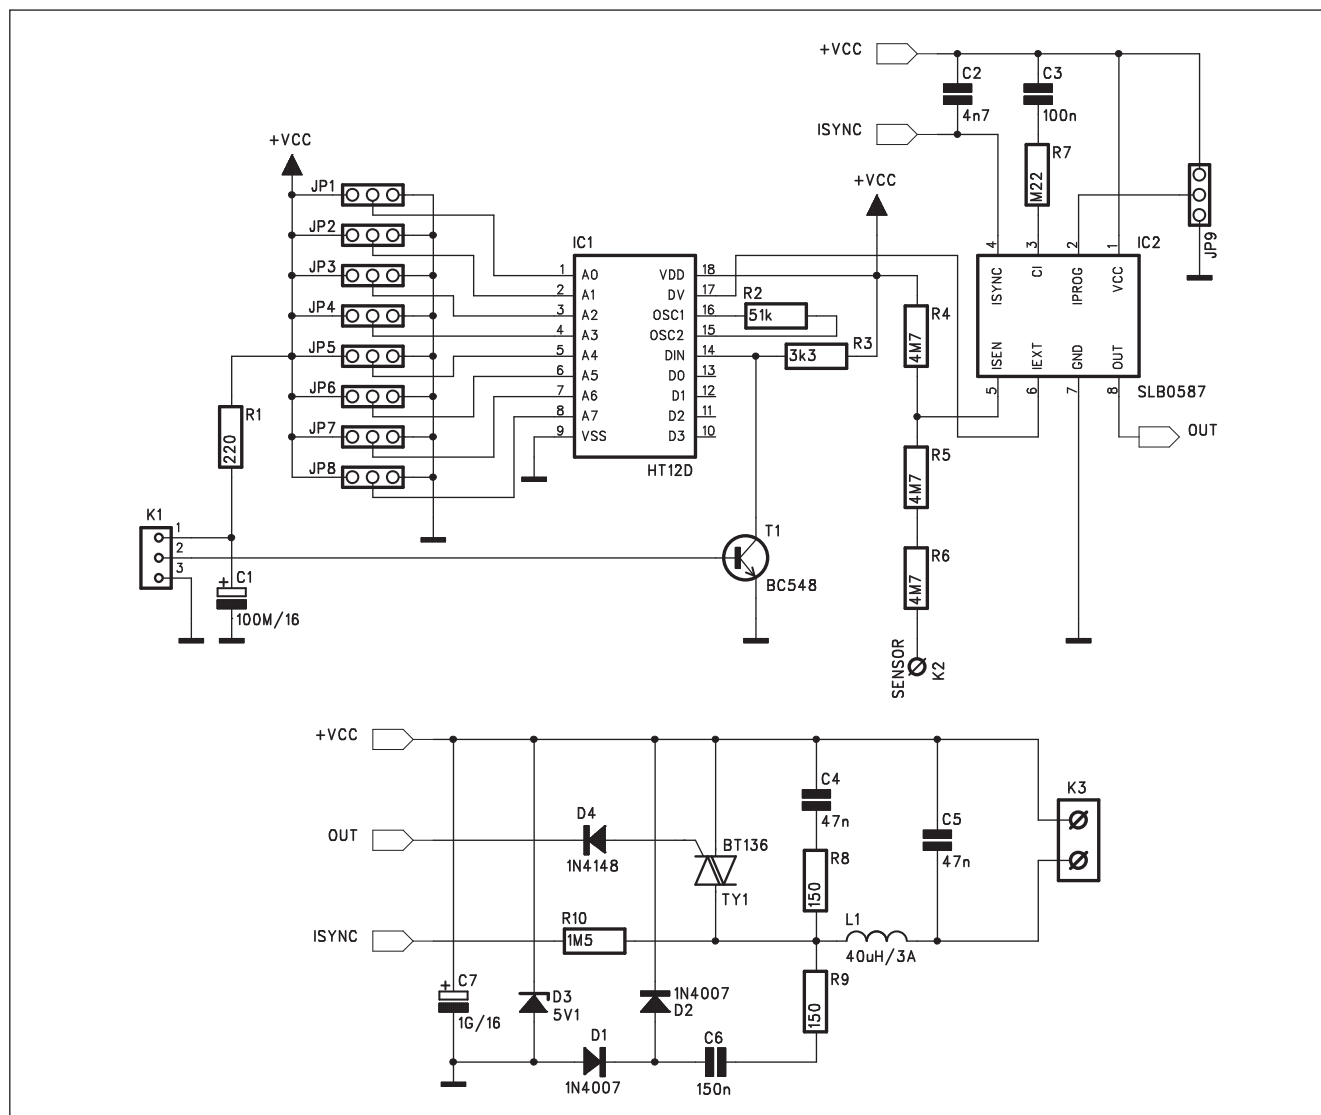 +VCC
C2
4n7
C3
100n
ISYNC
R7
M22
JP9
+VCC
JP1
JP2
JP3
JP4
JP5
JP6
JP7
JP8
+VCC
IC1
1 A0 VDD 18
2 A1 DV 17
3 A2 OSC1 16
4 A3 OSC2 15
5 A4 DIN 14
6 A5 D0 13
7 A6 D1 12
8 A7 D2 11
9 VSS D3 10
HT12D
R2
51k
R3
3k3
R4
4M7
4 3 2 1
IC2
ISYNC CI IPROG VCC
ISEN IEXT GND OUT
5 6 7 8
SLB0587
OUT
R1
220
R5
4M7
K1
1
2
3
+
C1
100M/16
T1
BC548
R6
4M7
SENSOR
K2
+VCC
C4
47n
K3
OUT
D4
1N4148
BT136
TY1
R8
150
C5
47n
ISYNC
R10
1M5
L1
40uH/3A
+
C7
1G/16
D3
5V1
1N4007
D2
R9
150
D1
1N4007
C6
150n